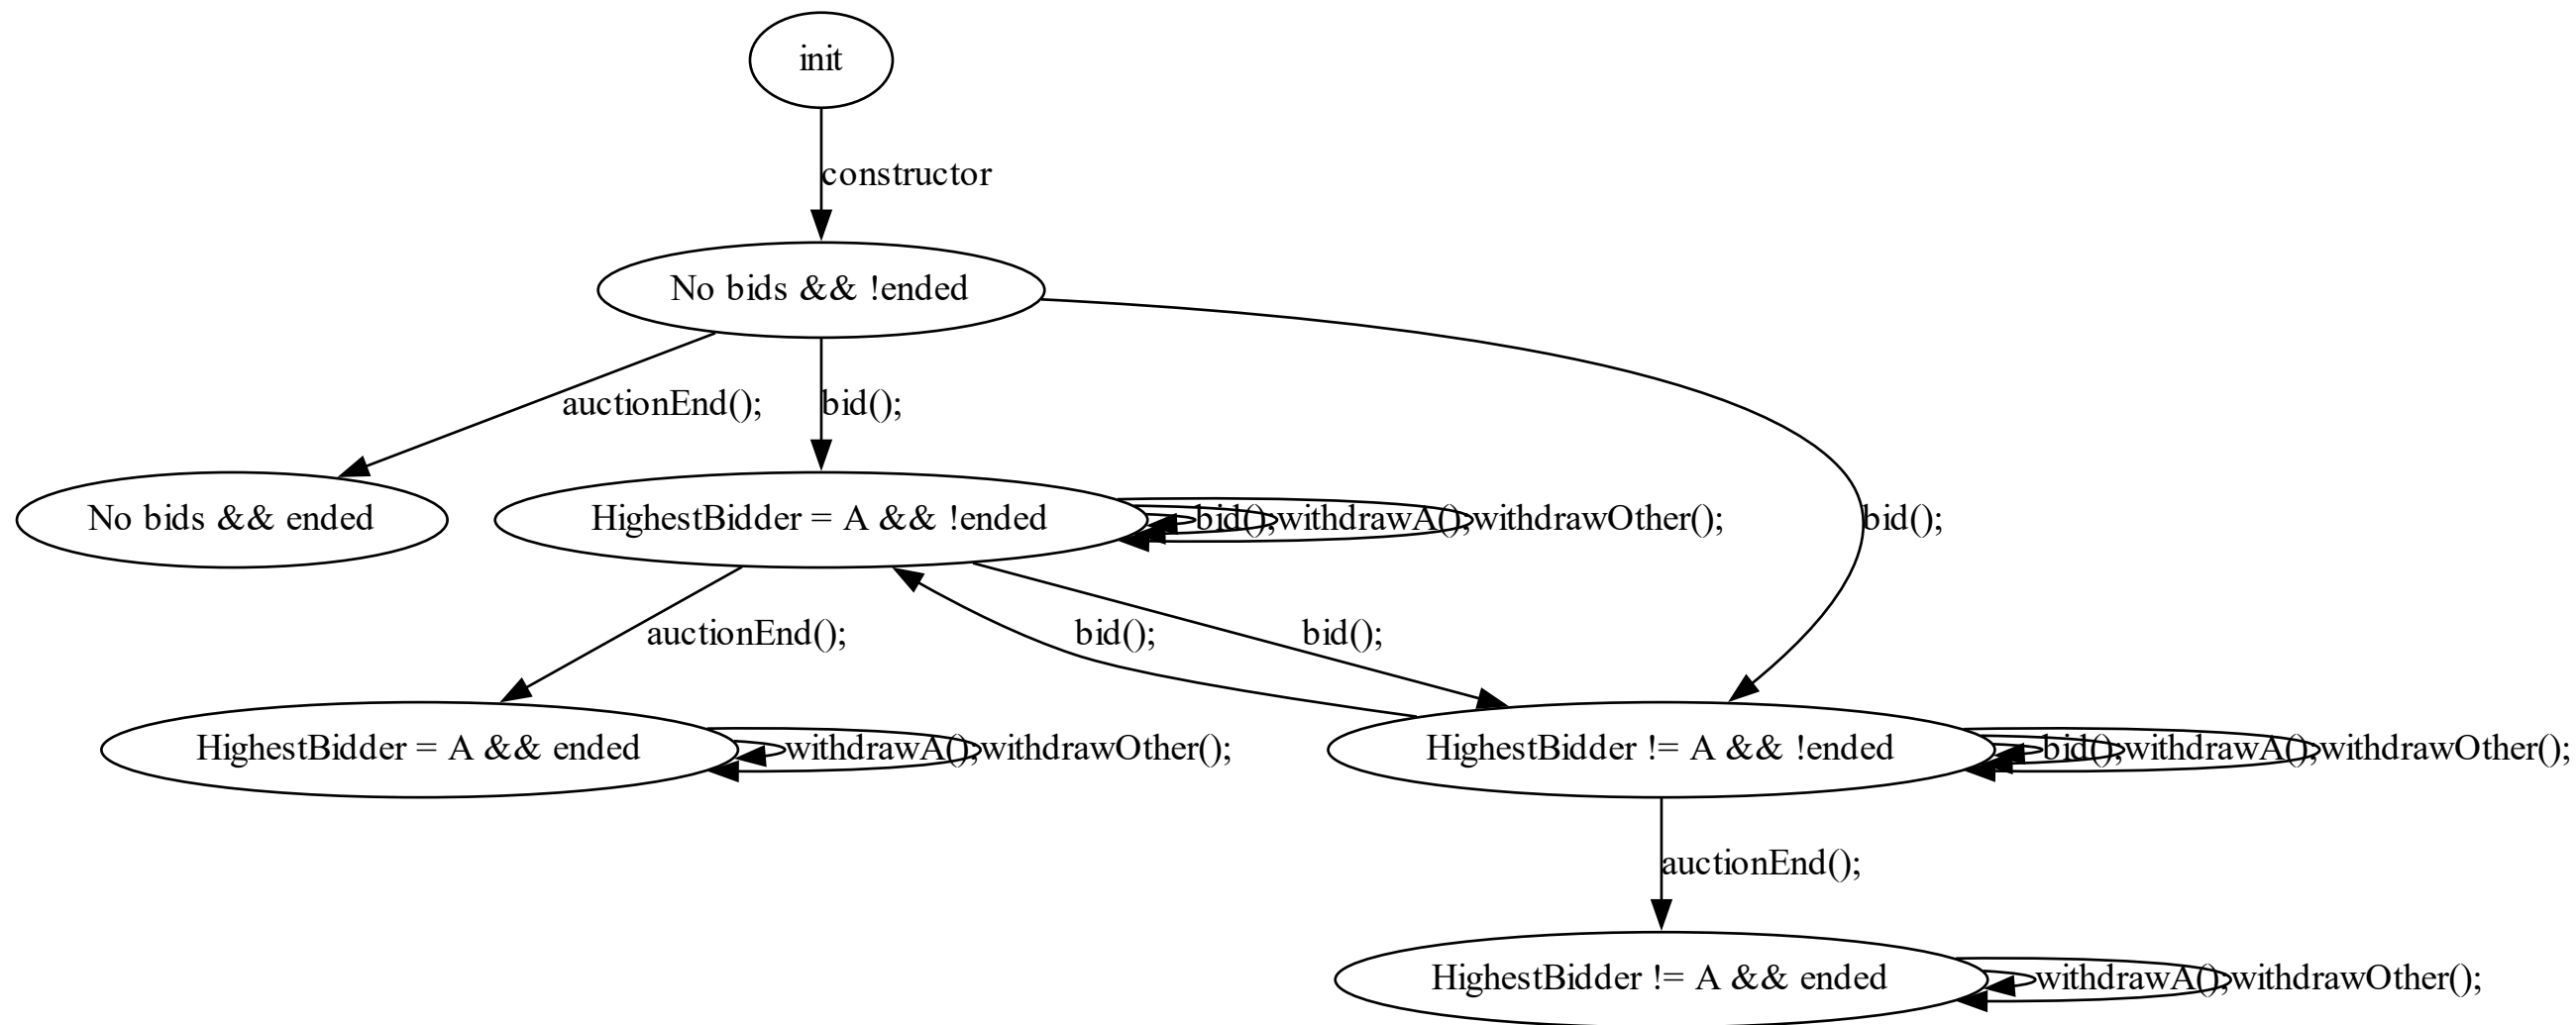 init
constructor
No bids && !ended
auctionEnd();
bid();
No bids && ended
HighestBidder = A && !ended
bid();
withdrawA();
withdrawOther();
bid();
auctionEnd();
bid();
bid();
HighestBidder = A && ended
withdrawA();
withdrawOther();
HighestBidder != A && !ended
bid();
withdrawA();
withdrawOther();
auctionEnd();
HighestBidder != A && ended
withdrawA();
withdrawOther();